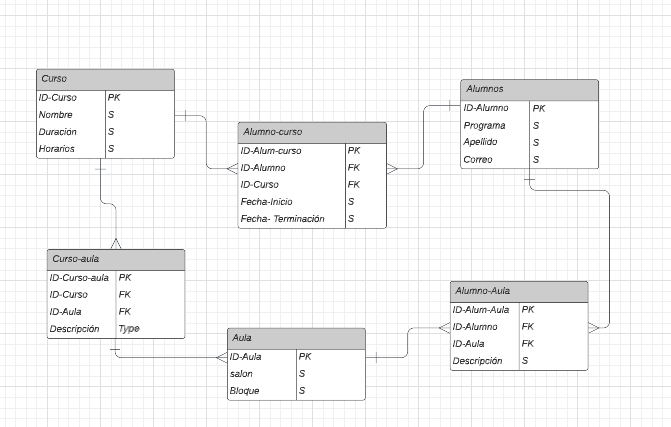 Curso
ID-Curso PK
Nombre S
Duración S
Horarios S
Alumno-curso
ID-Alum-curso PK
ID-Alumno FK
ID-Curso FK
Fecha-Inicio S
Fecha- Terminación S
Alumnos
ID-Alumno PK
Programa S
Apellido S
Correo S
Curso-aula
ID-Curso-aula PK
ID-Curso FK
ID-Aula FK
Descripción Type
Aula
ID-Aula PK
salon S
Bloque S
Alumno-Aula
ID-Alum-Aula PK
ID-Alumno FK
ID-Aula FK
Descripción S